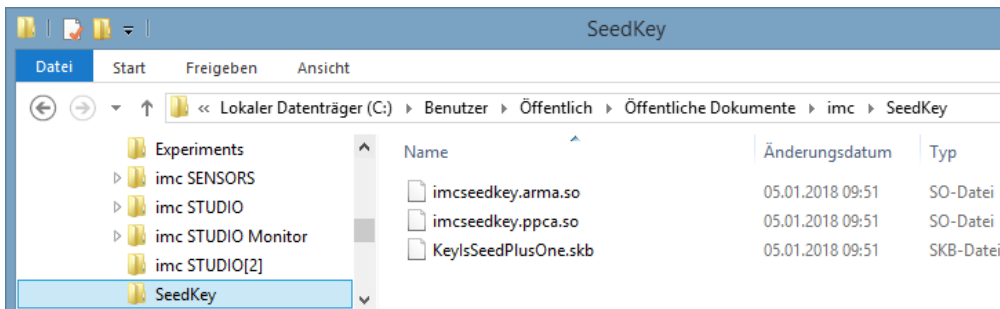 SeedKey
Datei Start Freigeben Ansicht
« Lokaler Datenträger (C:) Benutzer Öffentlich Öffentliche Dokumente imc SeedKey
Experiments
imc SENSORS
imc STUDIO
imc STUDIO Monitor
imc STUDIO[2]
SeedKey
Name Änderungsdatum Typ
imcseedkey.arma.so 05.01.2018 09:51 SO-Datei
imcseedkey.ppca.so 05.01.2018 09:51 SO-Datei
KeyIsSeedPlusOne.skb 05.01.2018 09:51 SKB-Datei